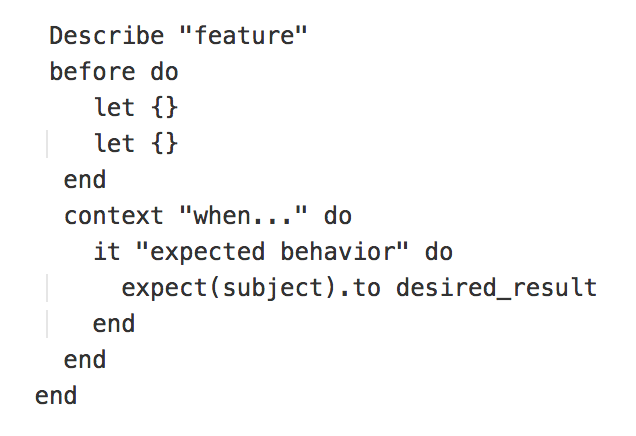 Describe "feature"
before do
let {}
let {}
end
context "when..." do
it "expected behavior" do
expect(subject).to desired_result
end
end
end